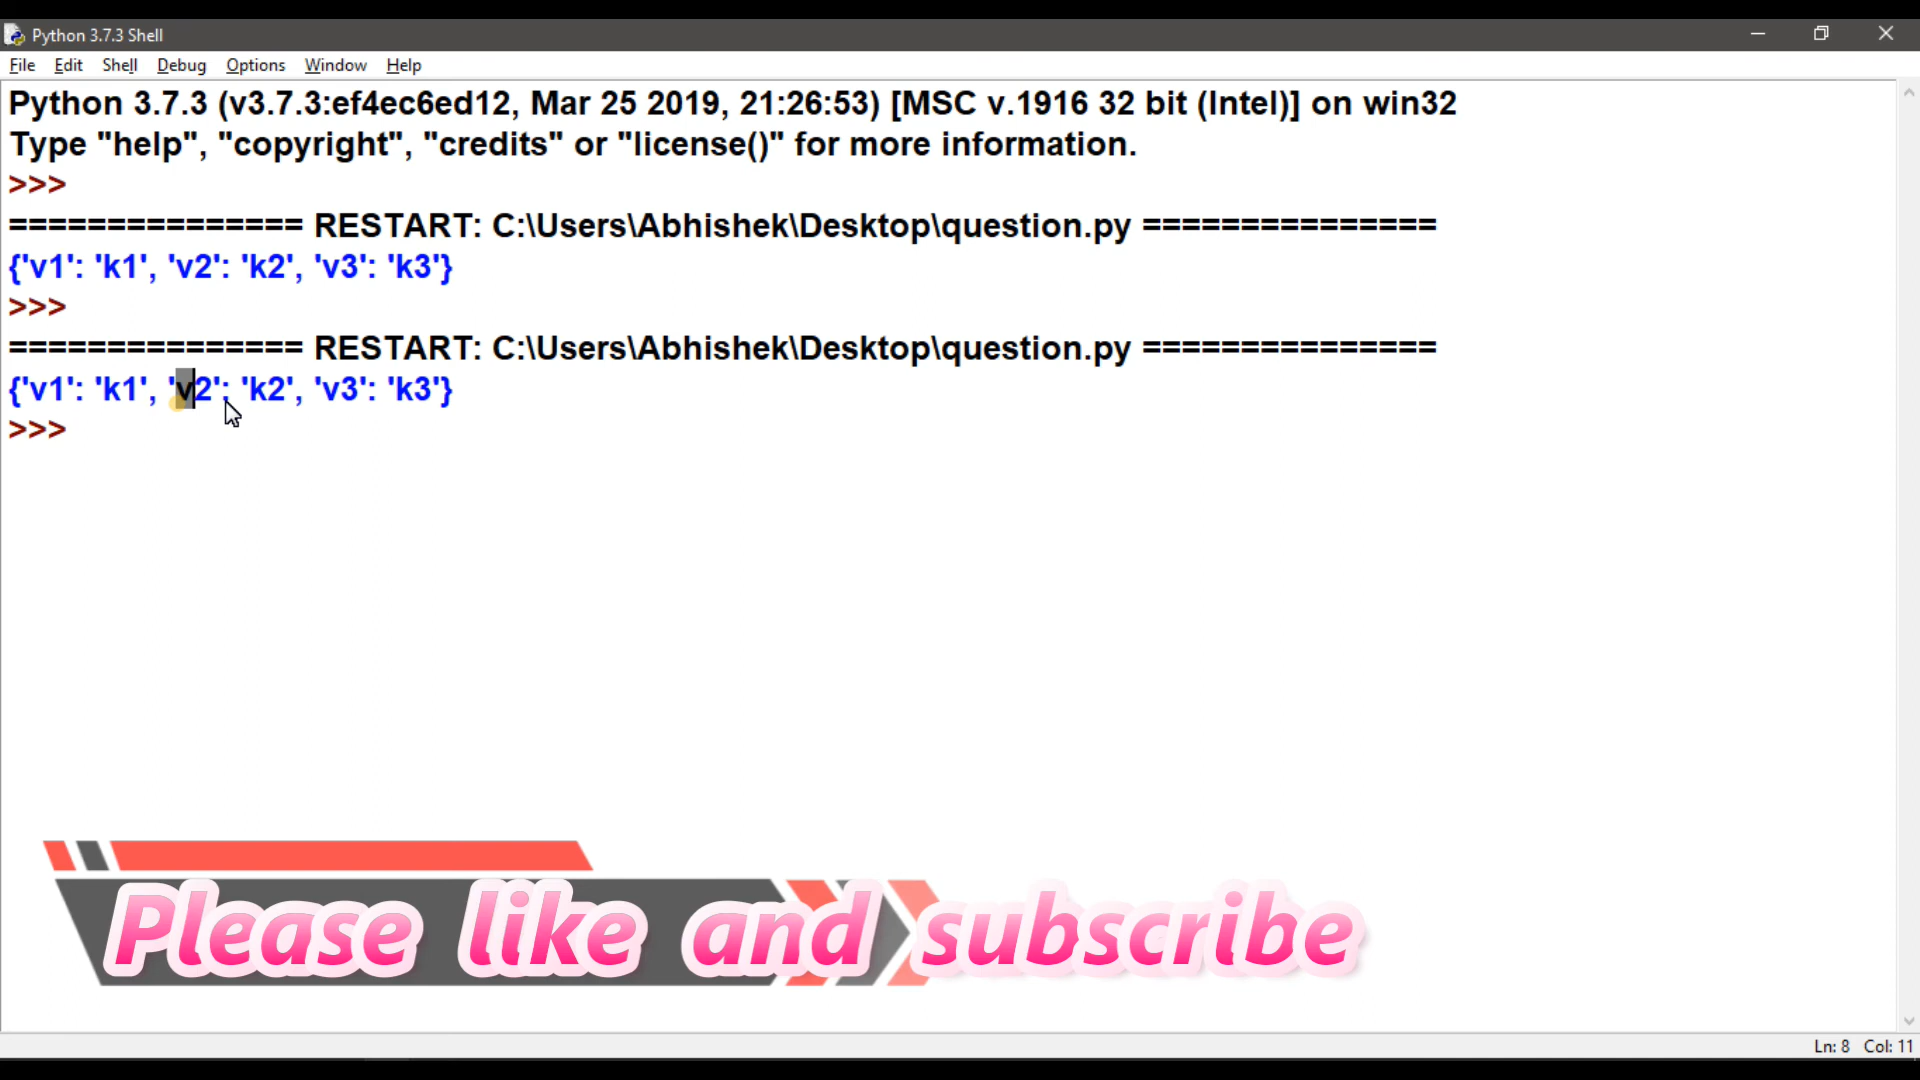 Python 3.7.3 Shell
File Edit Shell Debug Options Window Help
Python 3.7.3 (v3.7.3:ef4ec6ed12, Mar 25 2019, 21:26:53) [MSC v.1916 32 bit (Intel)] on win32
Type "help", "copyright", "credits" or "license()" for more information.
>>>
=============== RESTART: C:\Users\Abhishek\Desktop\question.py ===============
{'v1': 'k1', 'v2': 'k2', 'v3': 'k3'}
>>>
=============== RESTART: C:\Users\Abhishek\Desktop\question.py ===============
{'v1': 'k1', 'v2': 'k2', 'v3': 'k3'}
>>>
Please like and subscribe
Ln: 8 Col: 11